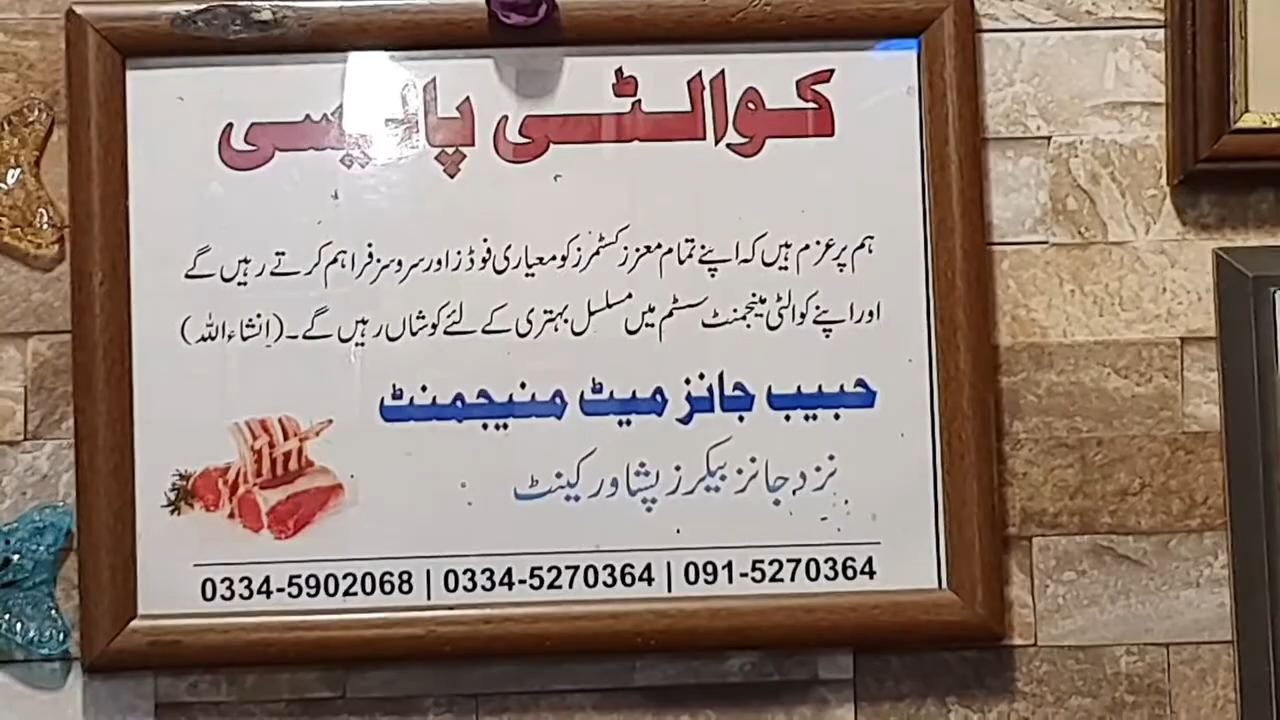 کوالٹی پالیسی
ہم پرعزم ہیں کہ اپنے تمام معزز کسٹمرز کو معیاری فوڈز اور سروسز فراہم کرتے رہیں گے
اور اپنے کوالٹی مینجمنٹ سسٹم میں مسلسل بہتری کے لئے کوشاں رہیں گے۔ (انشاءاللہ)
حبیب جانز میٹ منیجمنٹ
نزد جانز بیکرز پشاور کینٹ
0334-5902068 | 0334-5270364 | 091-5270364